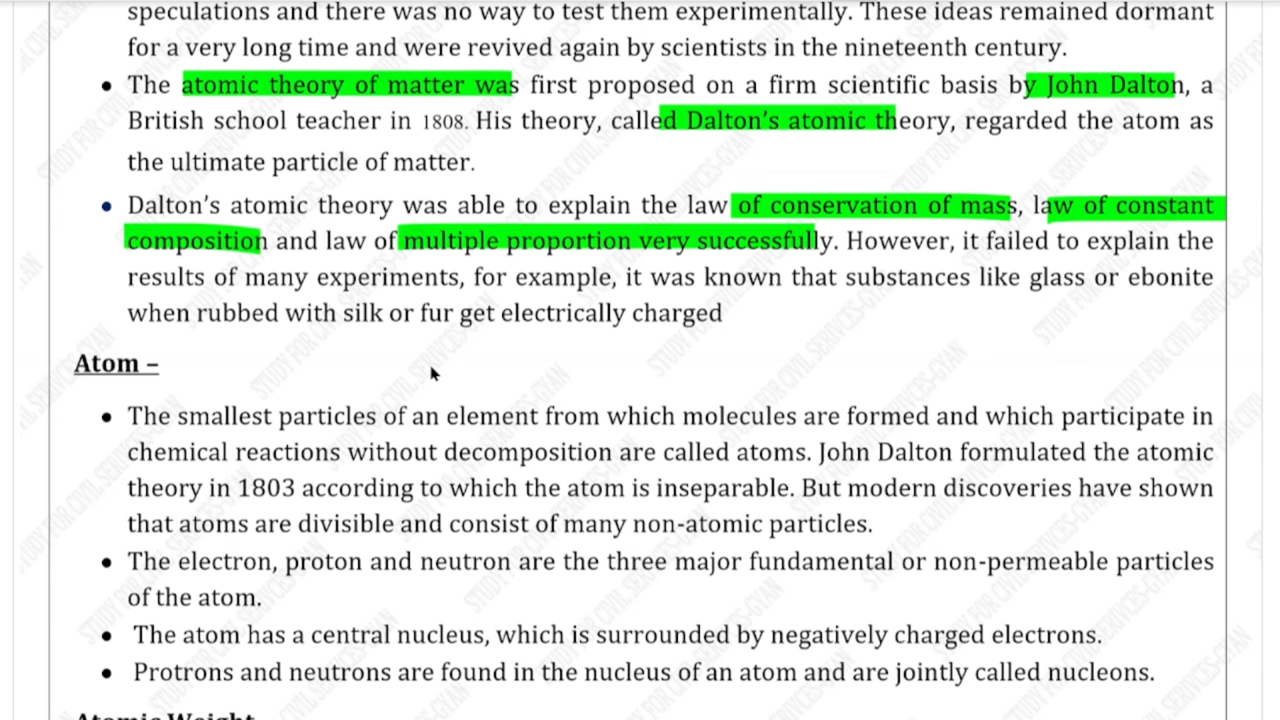 speculations and there was no way to test them experimentally. These ideas remained dormant
for a very long time and were revived again by scientists in the nineteenth century.
• The atomic theory of matter was first proposed on a firm scientific basis by John Dalton, a
British school teacher in 1808. His theory, called Dalton's atomic theory, regarded the atom as
the ultimate particle of matter.
• Dalton's atomic theory was able to explain the law of conservation of mass, law of constant
composition and law of multiple proportion very successfully. However, it failed to explain the
results of many experiments, for example, it was known that substances like glass or ebonite
when rubbed with silk or fur get electrically charged
Atom –
• The smallest particles of an element from which molecules are formed and which participate in
chemical reactions without decomposition are called atoms. John Dalton formulated the atomic
theory in 1803 according to which the atom is inseparable. But modern discoveries have shown
that atoms are divisible and consist of many non-atomic particles.
• The electron, proton and neutron are the three major fundamental or non-permeable particles
of the atom.
• The atom has a central nucleus, which is surrounded by negatively charged electrons.
• Protrons and neutrons are found in the nucleus of an atom and are jointly called nucleons.
Atomic Weight